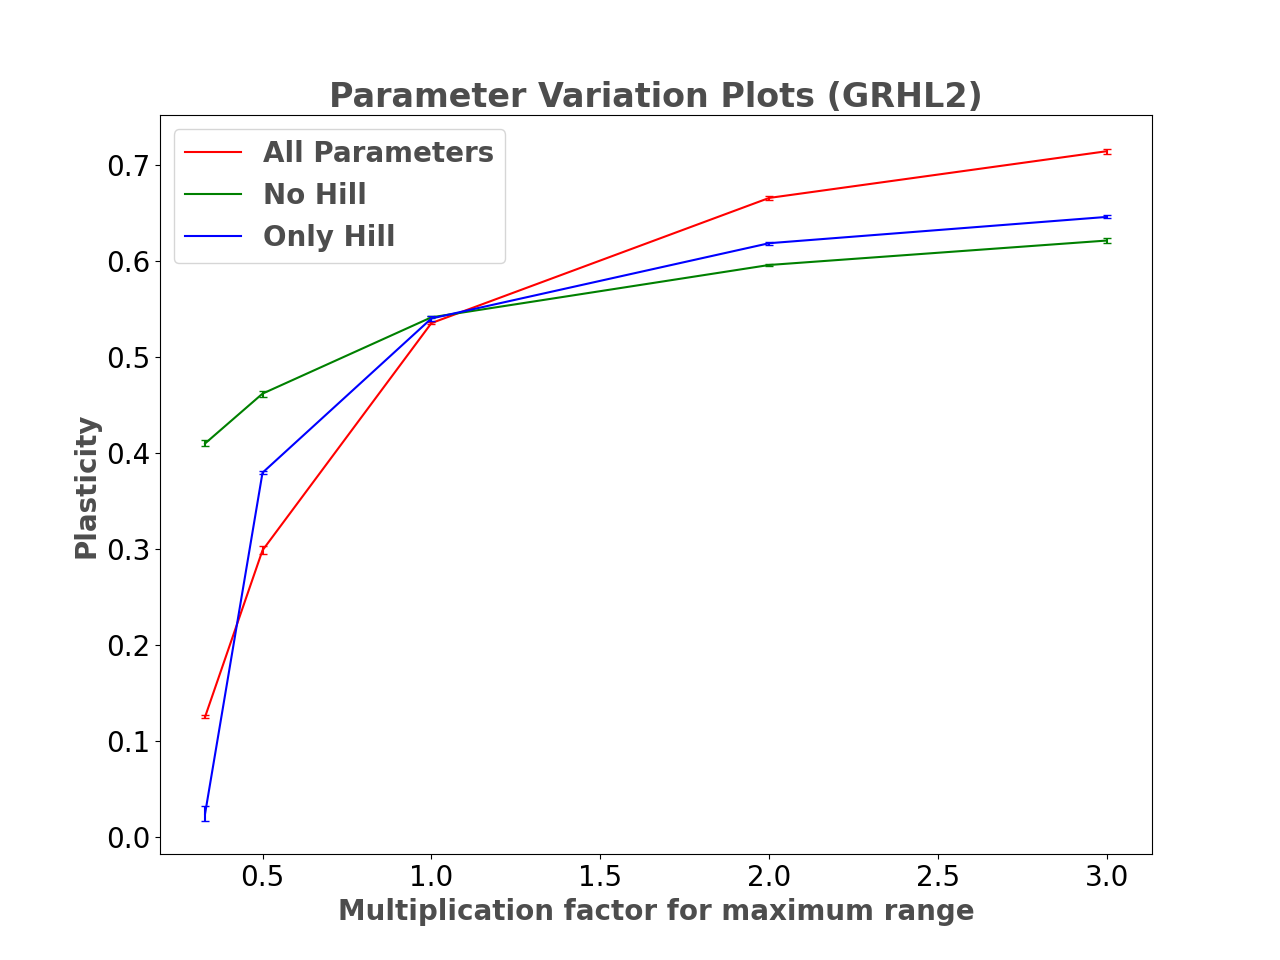 Parameter Variation Plots (GRHL2)
All Parameters
No Hill
Only Hill
Plasticity
0.7
0.6
0.5
0.4
0.3
0.2
0.1
0.0
0.5 1.0 1.5 2.0 2.5 3.0
Multiplication factor for maximum range